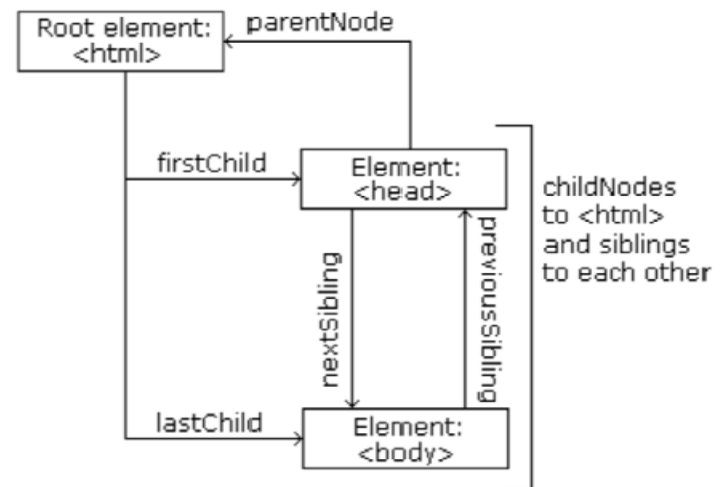 Root element:
<html>
parentNode
firstChild
Element:
<head>
childNodes
to <html>
and siblings
to each other
nextSibling
previousSibling
lastChild
Element:
<body>